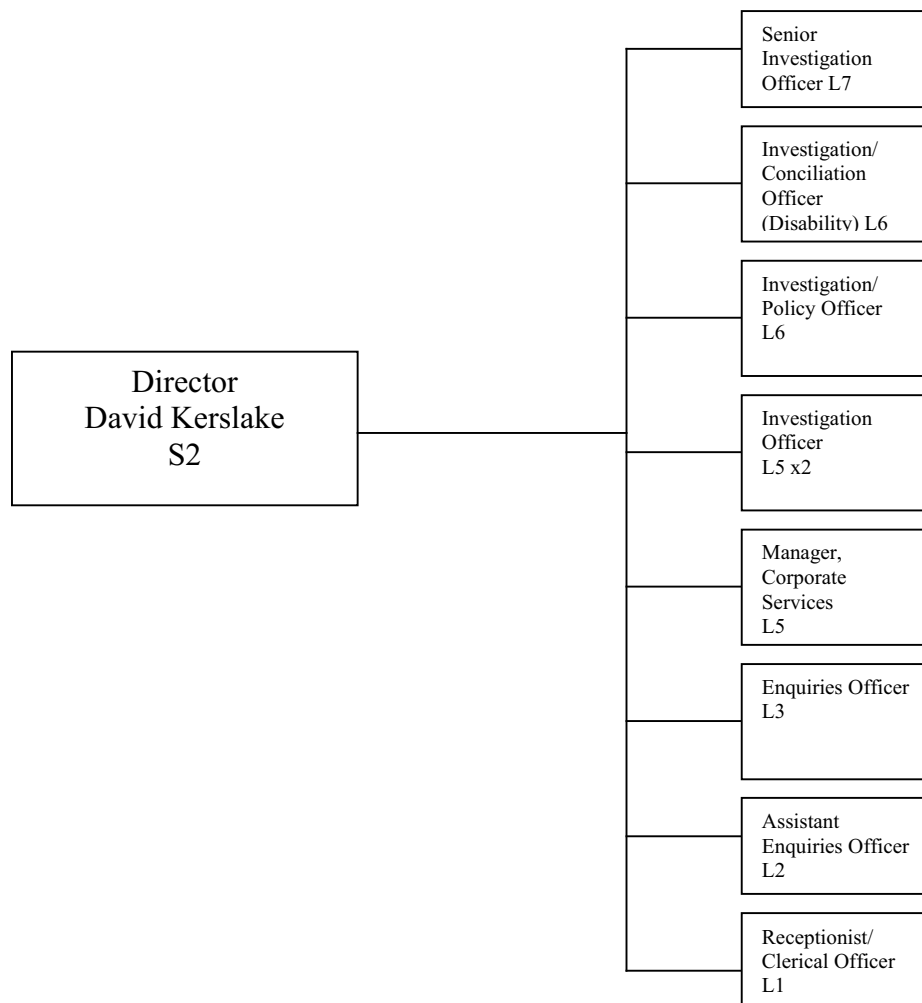 Director
David Kerslake
S2
Senior
Investigation
Officer L7
Investigation/
Conciliation
Officer
(Disability) L6
Investigation/
Policy Officer
L6
Investigation
Officer
L5 x2
Manager,
Corporate
Services
L5
Enquiries Officer
L3
Assistant
Enquiries Officer
L2
Receptionist/
Clerical Officer
L1